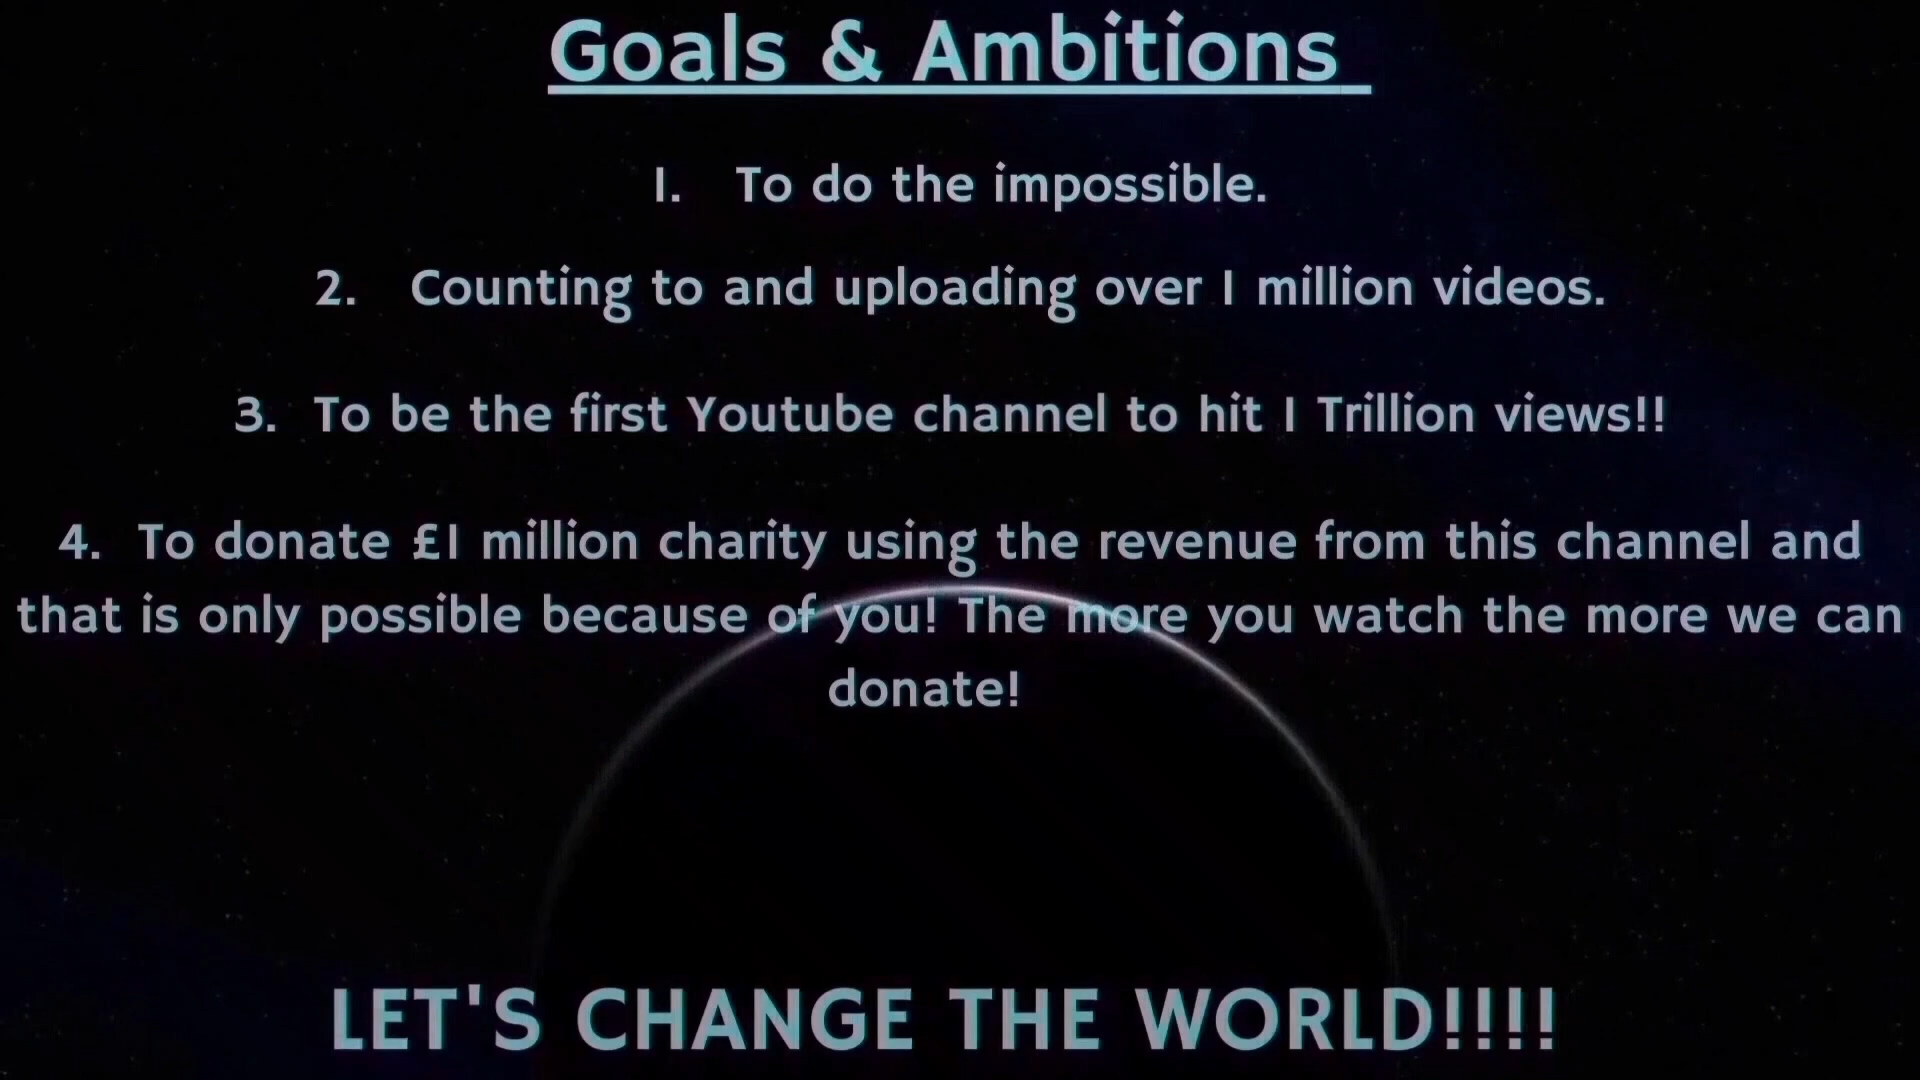 Goals & Ambitions
1. To do the impossible.
2. Counting to and uploading over 1 million videos.
3. To be the first Youtube channel to hit 1 Trillion views!!
4. To donate £1 million charity using the revenue from this channel and
that is only possible because of you! The more you watch the more we can
donate!
LET'S CHANGE THE WORLD!!!!